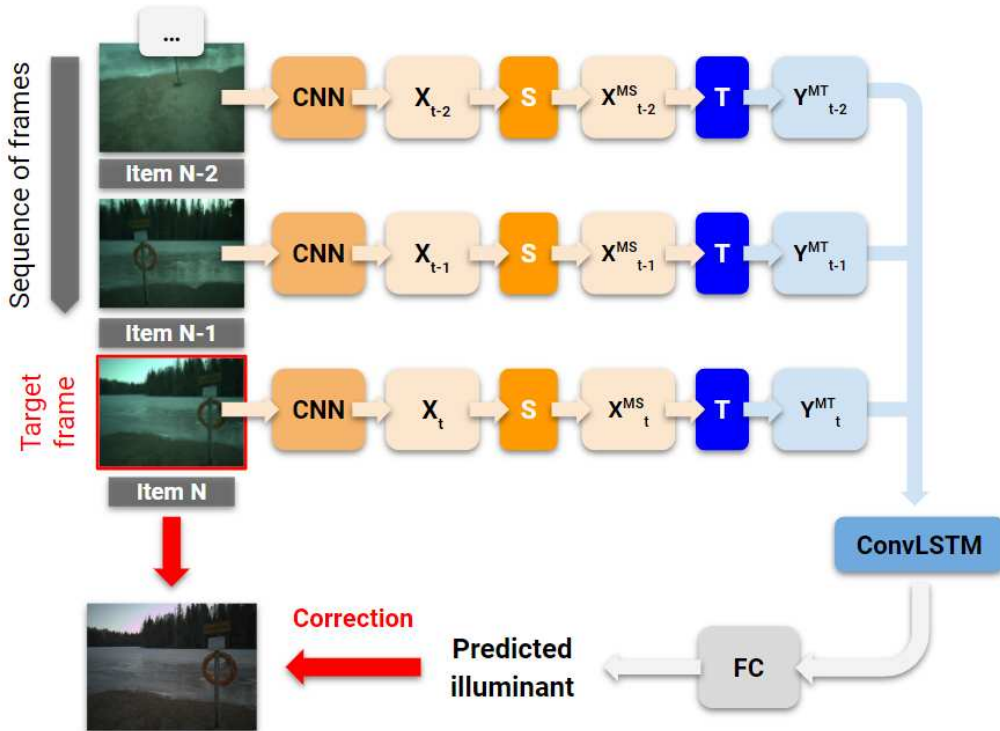 ...
Sequence of frames
CNN
X t-2
S
X MS t-2
T
Y MT t-2
Item N-2
CNN
X t-1
S
X MS t-1
T
Y MT t-1
Item N-1
Target
frame
CNN
X t
S
X MS t
T
Y MT t
Item N
ConvLSTM
Correction
Predicted
illuminant
FC